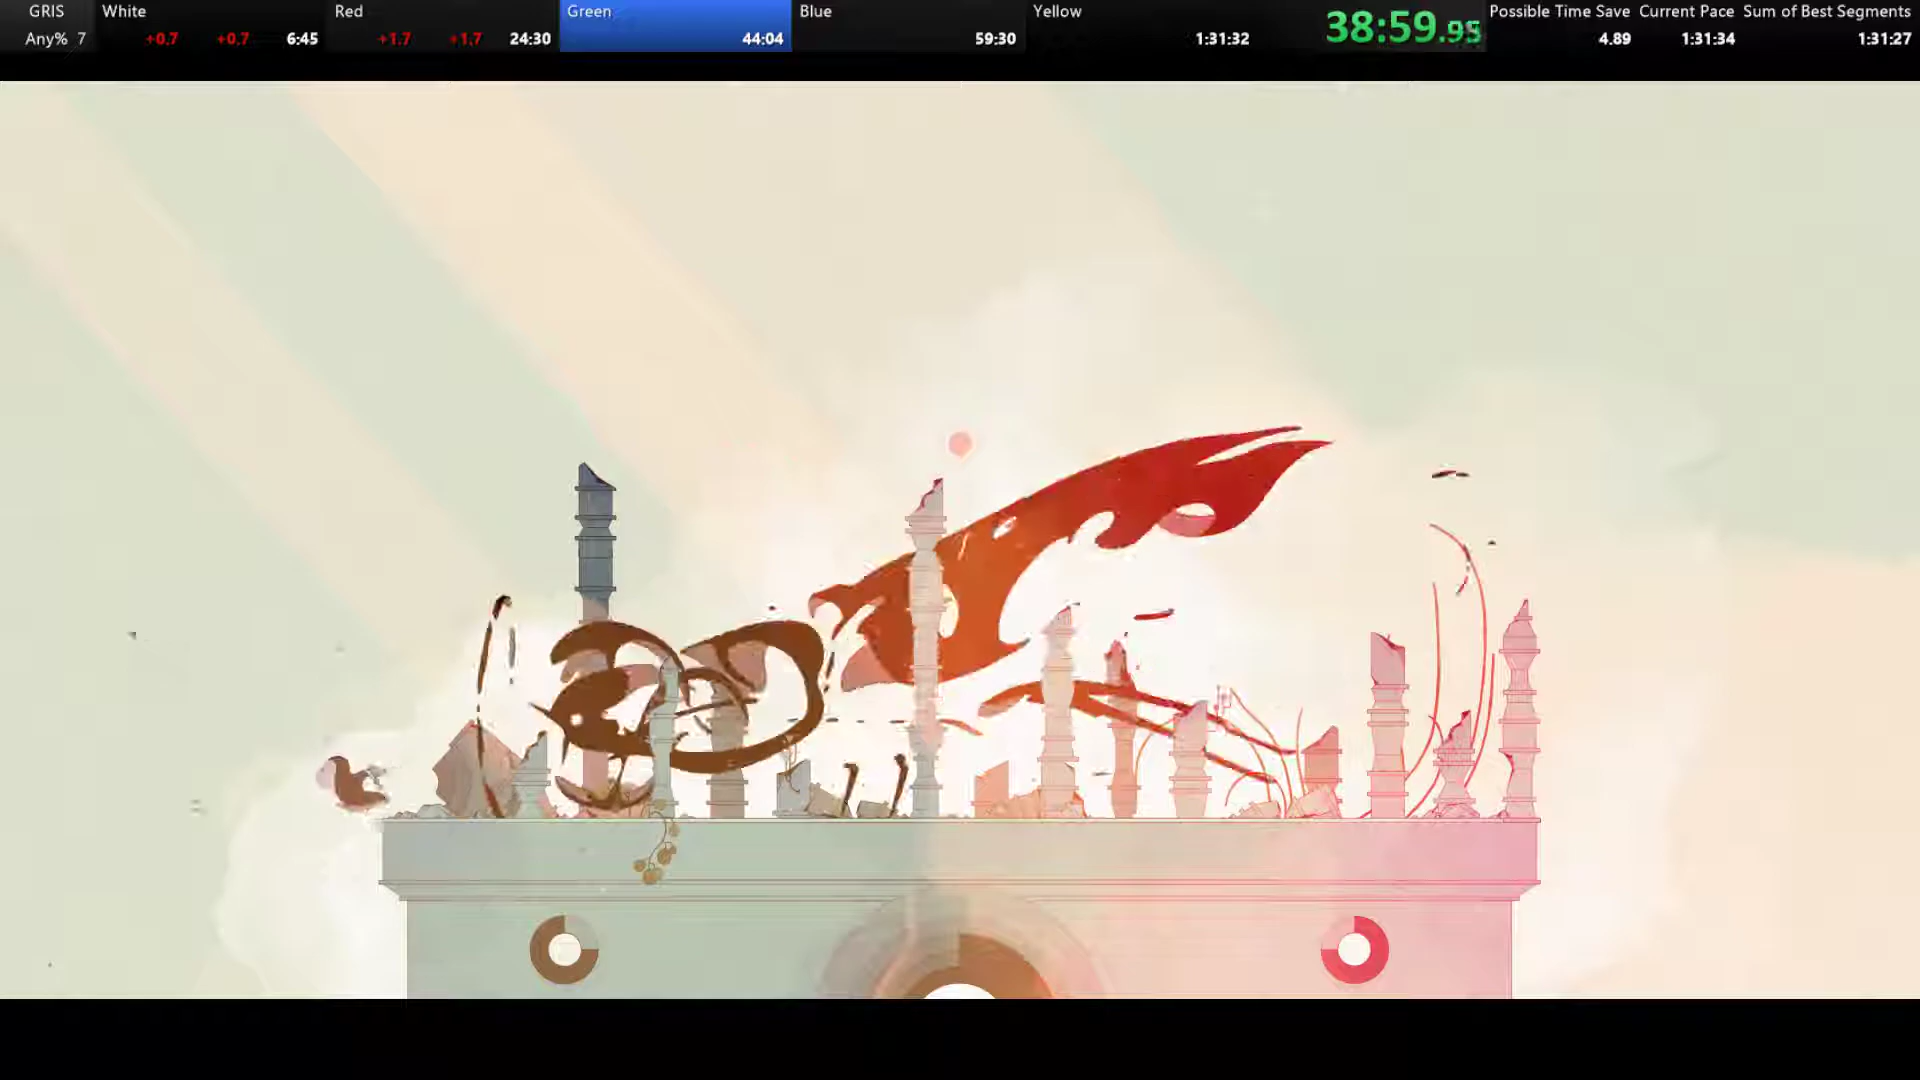 GRIS
Any% 7
White
+0.7 +0.7 6:45
Red
+1.7 +1.7 24:30
Green
44:04
Blue
59:30
Yellow
1:31:32
38:59.95
Possible Time Save
4.89
Current Pace
1:31:34
Sum of Best Segments
1:31:27